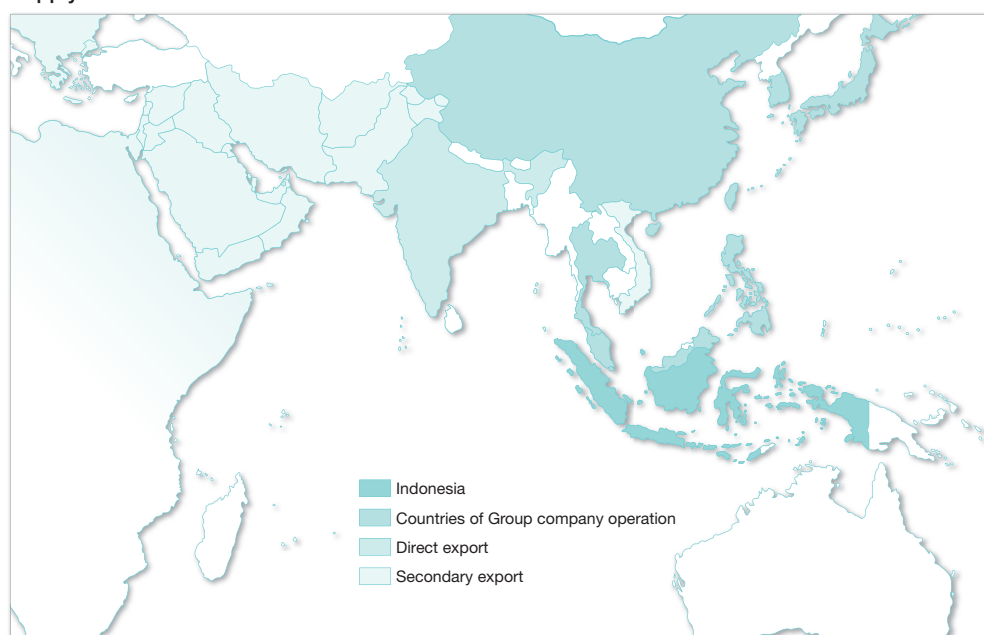 Indonesia
Countries of Group company operation
Direct export
Secondary export